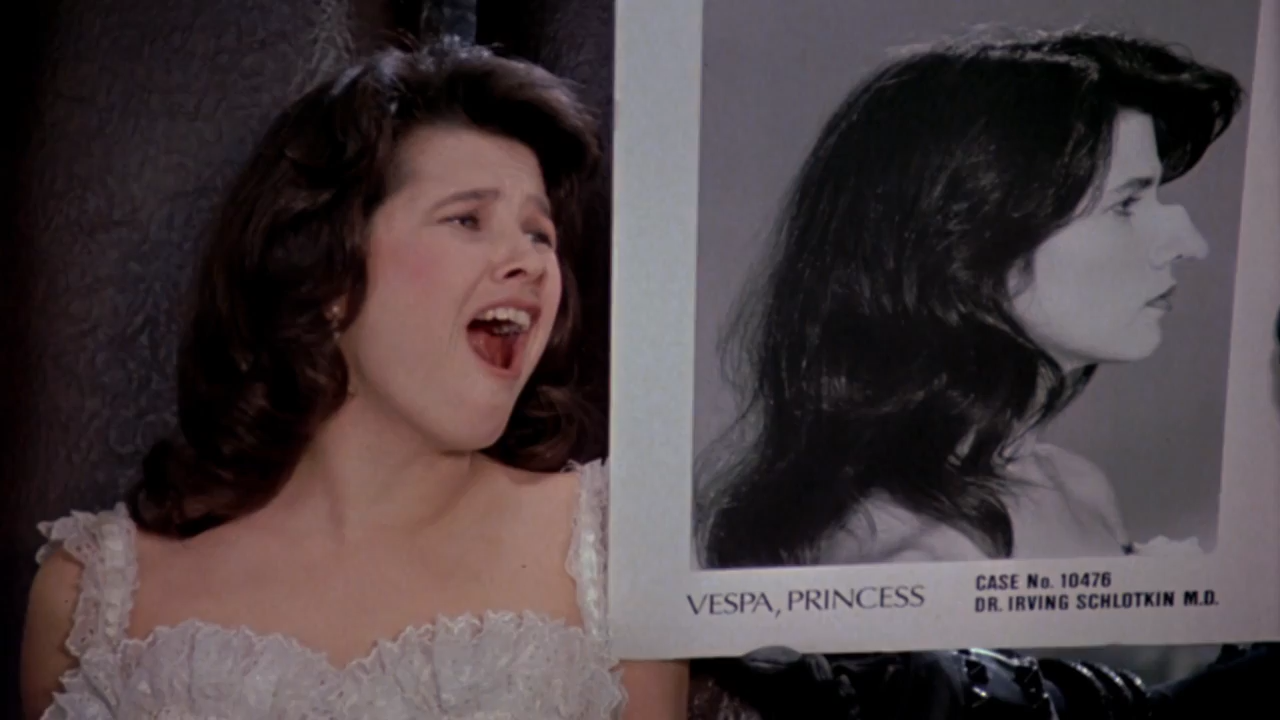 VESPA, PRINCESS
CASE No. 10476
DR. IRVING SCHLOTKIN M.D.